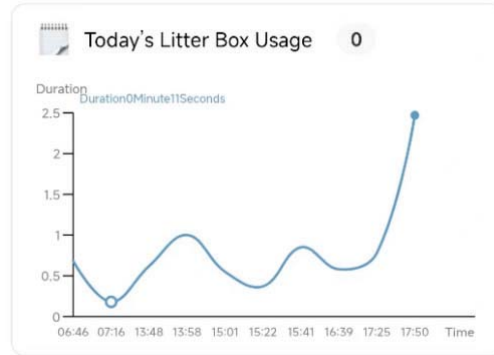 Today's Litter Box Usage 0
Duration
Duration0Minute11Seconds
2.5
2
1.5
1
0.5
0
06:46 07:16 13:48 13:58 15:01 15:22 15:41 16:39 17:25 17:50 Time